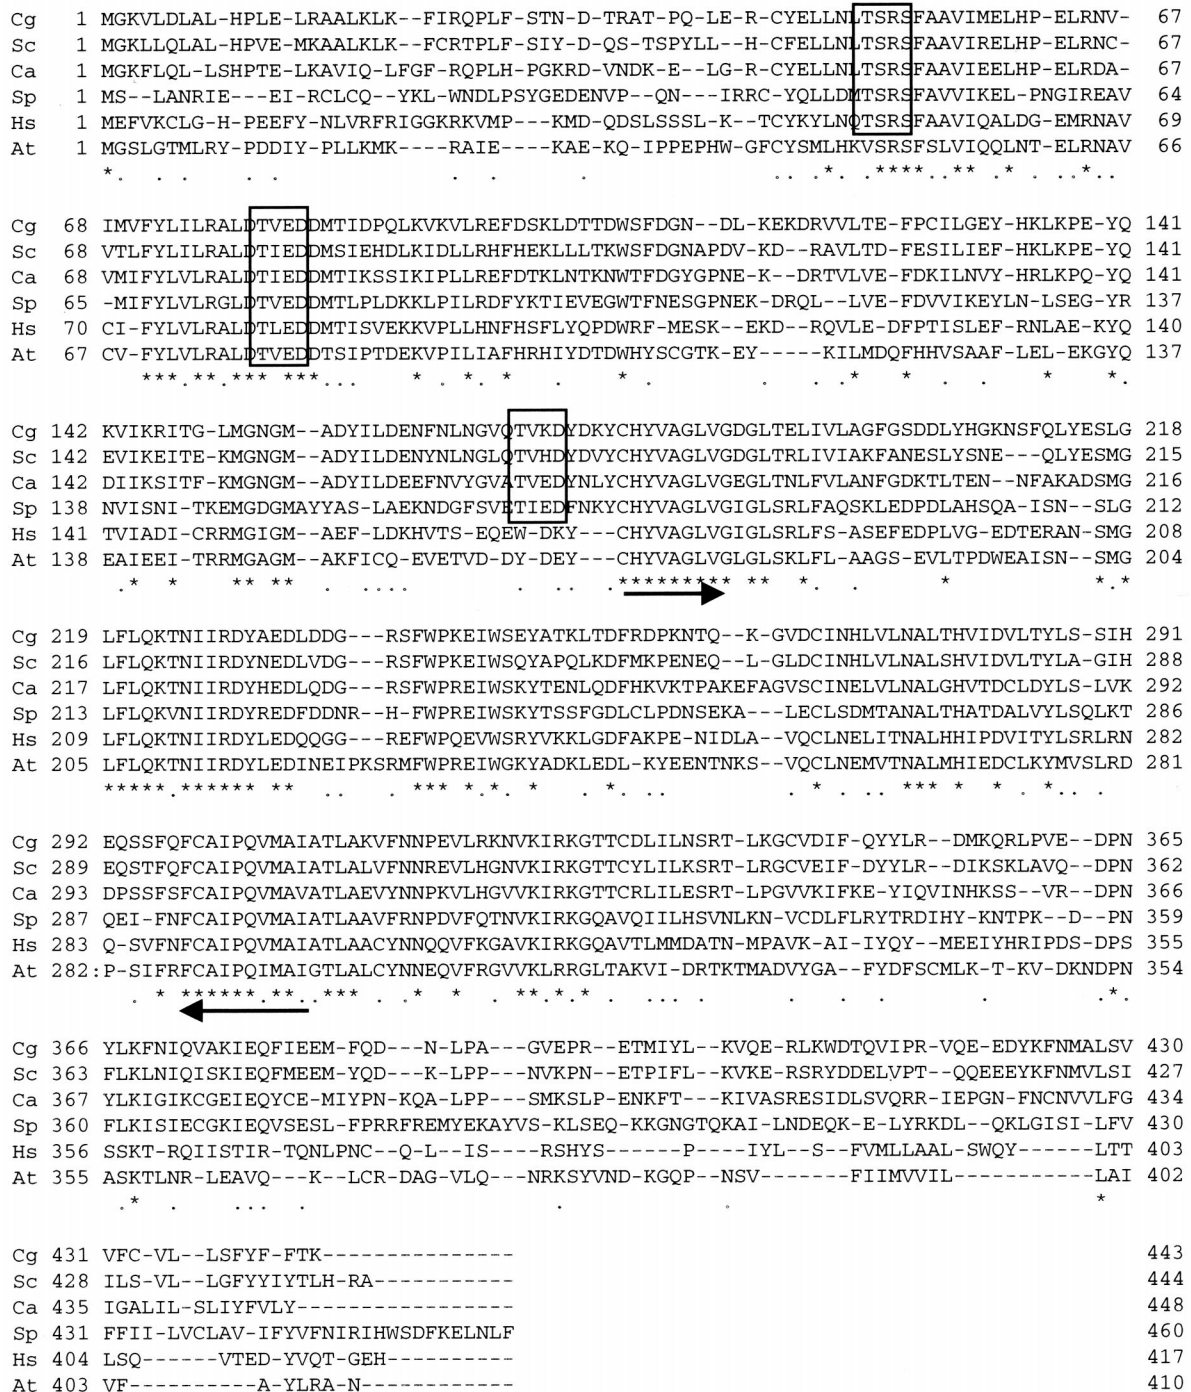 Cg 1 MGKVLDLAL-HPLE-LRAALKLK--FIRQPLF-STN-D-TRAT-PQ-LE-R-CYELLNLTSRSFAAVIMELHP-ELRNV- 67
Sc 1 MGKLLQLAL-HPVE-MKAALKLK--FCRTPLF-SIY-D-QS-TSPYLL--H-CFELLNLTSRSFAAVIRELHP-ELRNC- 67
Ca 1 MGKFLQL-LSHPTE-LKAVIQ-LFGF-RQPLH-PGKRD-VNDK-E--LG-R-CYELLNLTSRSFAAVIEELHP-ELRDA- 67
Sp 1 MS--LANRIE---EI-RCLCQ--YKL-WNDLPSYGEDENVP--QN---IRRC-YQLLDMTSRSFAVVIKEL-PNGIREAV 64
Hs 1 MEFVKCLG-H-PEEFY-NLVRFRIGGKRKVMP---KMD-QDSLSSSL-K--TCYKYLNQTSRSFAAVIQALDG-EMRNAV 69
At 1 MGSLGTMLRY-PDDIY-PLLKMK----RAIE----KAE-KQ-IPPEPHW-GFCYSMLHKVSRSFSLVIQQLNT-ELRNAV 66
Cg 68 IMVFYLILRALDTVEDDMTIDPQLKVKVLREFDSKLDTTDWSFDGN--DL-KEKDRVVLTE-FPCILGEY-HKLKPE-YQ 141
Sc 68 VTLFYLILRALDTIEDDMSIEHDLKIDLLRHFHEKLLLTKWSFDGNAPDV-KD--RAVLTD-FESILIEF-HKLKPE-YQ 141
Ca 68 VMIFYLVLRALDTIEDDMTIKSSIKIPLLREFDTKLNTKNWTFDGYGPNE-K--DRTVLVE-FDKILNVY-HRLKPQ-YQ 141
Sp 65 -MIFYLVLRGLDTVEDDMTLPLDKKLPILRDFYKTIEVEGWTFNESGPNEK-DRQL--LVE-FDVVIKEYLN-LSEG-YR 137
Hs 70 CI-FYLVLRALDTLEDDMTISVEKKVPLLHNFHSFLYQPDWRF-MESK--EKD--RQVLE-DFPTISLEF-RNLAE-KYQ 140
At 67 CV-FYLVLRALDTVEDDTSIPTDEKVPILIAFHRHIYDTDWHYSCGTK-EY-----KILMDQFHHVSAAF-LEL-EKGYQ 137
Cg 142 KVIKRITG-LMGNGM--ADYILDENFNLNGVQTVKDYDKYCHYVAGLVGDGLTELIVLAGFGSDDLYHGKNSFQLYESLG 218
Sc 142 EVIKEITE-KMGNGM--ADYILDENYNLNGLQTVHDYDVYCHYVAGLVGDGLTRLIVIAKFANESLYSNE---QLYESMG 215
Ca 142 DIIKSITF-KMGNGM--ADYILDEEFNVYGVATVEDYNLYCHYVAGLVGEGLTNLFVLANFGDKTLTEN--NFAKADSMG 216
Sp 138 NVISNI-TKEMGDGMAYYAS-LAEKNDGFSVETIEDFNKYCHYVAGLVGIGLSRLFAQSKLEDPDLAHSQA-ISN--SLG 212
Hs 141 TVIADI-CRRMGIGM---AEF-LDKHVTS-EQEW-DKY---CHYVAGLVGIGLSRLFS-ASEFEDPLVG-EDTERAN-SMG 208
At 138 EAIEEI-TRRMGAGM--AKFICQ-EVETVD-DY-DEY----CHYVAGLVGLGLSKLFL-AAGS-EVLTPDWEAISN--SMG 204
Cg 219 LFLQKTNIIRDYAEDLDDG---RSFWPKEIWSEYATKLTDFRDPKNTQ--K-GVDCINHLVLNALTHVIDVLTYLS-SIH 291
Sc 216 LFLQKTNIIRDYNEDLVDG---RSFWPKEIWSQYAPQLKDFMKPENEQ--L-GLDCINHLVLNALSHVIDVLTYLA-GIH 288
Ca 217 LFLQKTNIIRDYHEDLQDG---RSFWPREIWSKYTENLQDFHKVKTPAKEFAGVSCINELVLNALGHVTDCLDYLS-LVK 292
Sp 213 LFLQKVNIIRDYREDFDDNR--H-FWPREIWSKYTSSFGDLCLPDNSEKA---LECLSDMTANALTHATDALVYLSQLKT 286
Hs 209 LFLQKTNIIRDYLEDQQGG---REFWPQEVWSRYVKKLGDFAKPE-NIDLA--VQCLNELITNALHHIPDVITYLSRLRN 282
At 205 LFLQKTNIIRDYLEDINEIPKSRMFWPREIWGKYADKLEDL-KYEENTNKS--VQCLNEMVTNALMHIEDCLKYMVSLRD 281
Cg 292 EQSSFQFCAIPQVMAIATLAKVFNNPEVLRKNVKIRKGTTCDLILNSRT-LKGCVDIF-QYYLR--DMKQRLPVE--DPN 365
Sc 289 EQSTFQFCAIPQVMAIATLALVFNNREVLHGNVKIRKGTTCYLILKSRT-LRGCVEIF-DYYLR--DIKSKLAVQ--DPN 362
Ca 293 DPSSFSFCAIPQVMAVATLAEVYNNPKVLHGVVKIRKGTTCRLILESRT-LPGVVKIFKE-YIQVINHKSS--VR--DPN 366
Sp 287 QEI-FNFCAIPQVMAIATLAAVFRNPDVFQTNVKIRKGQAVQIILHSVNLKN-VCDLFLRYTRDIHY-KNTPK--D--PN 359
Hs 283 Q-SVFNFCAIPQVMAIATLAACYNNQQVFKGAVKIRKGQAVTLMMDATN-MPAVK-AI-IYQY--MEEIYHRIPDS-DPS 355
At 282:P-SIFRFCAIPQIMAIGTLALCYNNEQVFRGVVKLRRGLTAKVI-DRTKTMADVYGA--FYDFSCMLK-T-KV-DKNDPN 354
Cg 366 YLKFNIQVAKIEQFIEEM-FQD---N-LPA---GVEPR--ETMIYL--KVQE-RLKWDTQVIPR-VQE-EDYKFNMALSV 430
Sc 363 FLKLNIQISKIEQFMEEM-YQD---K-LPP---NVKPN--ETPIFL--KVKE-RSRYDDELVPT--QQEEEYKFNMVLSI 427
Ca 367 YLKIGIKCGEIEQYCE-MIYPN-KQA-LPP---SMKSLP-ENKFT--KIVASRESIDLSVQRR-IEPGN-FNCNVVLFG 434
Sp 360 FLKISIECGKIEQVSESL-FPRRFREMYEKAYVS-KLSEQ-KKGNGTQKAI-LNDEQK-E-LYRKDL--QKLGISI-LFV 430
Hs 356 SSKT-RQIISTIR-TQNLPNC--Q-L--IS----RSHYS------P----IYL--S--FVMLLAAL-SWQY-----LTT 403
At 355 ASKTLNR-LEAVQ---K--LCR-DAG-VLQ--NRKSYVND-KGQP--NSV------FIIMVVIL-----------LAI 402
Cg 431 VFC-VL--LSFYF-FTK--------------- 443
Sc 428 ILS-VL--LGFYYIYTLH-RA----------- 444
Ca 435 IGALIL-SLIYFVLY----------------- 448
Sp 431 FFII-LVCLAV-IFYVFNIRIHWSDFKELNLF 460
Hs 404 LSQ------VTED-YVQT-GEH---------- 417
At 403 VF----------A-YLRA-N------------ 410